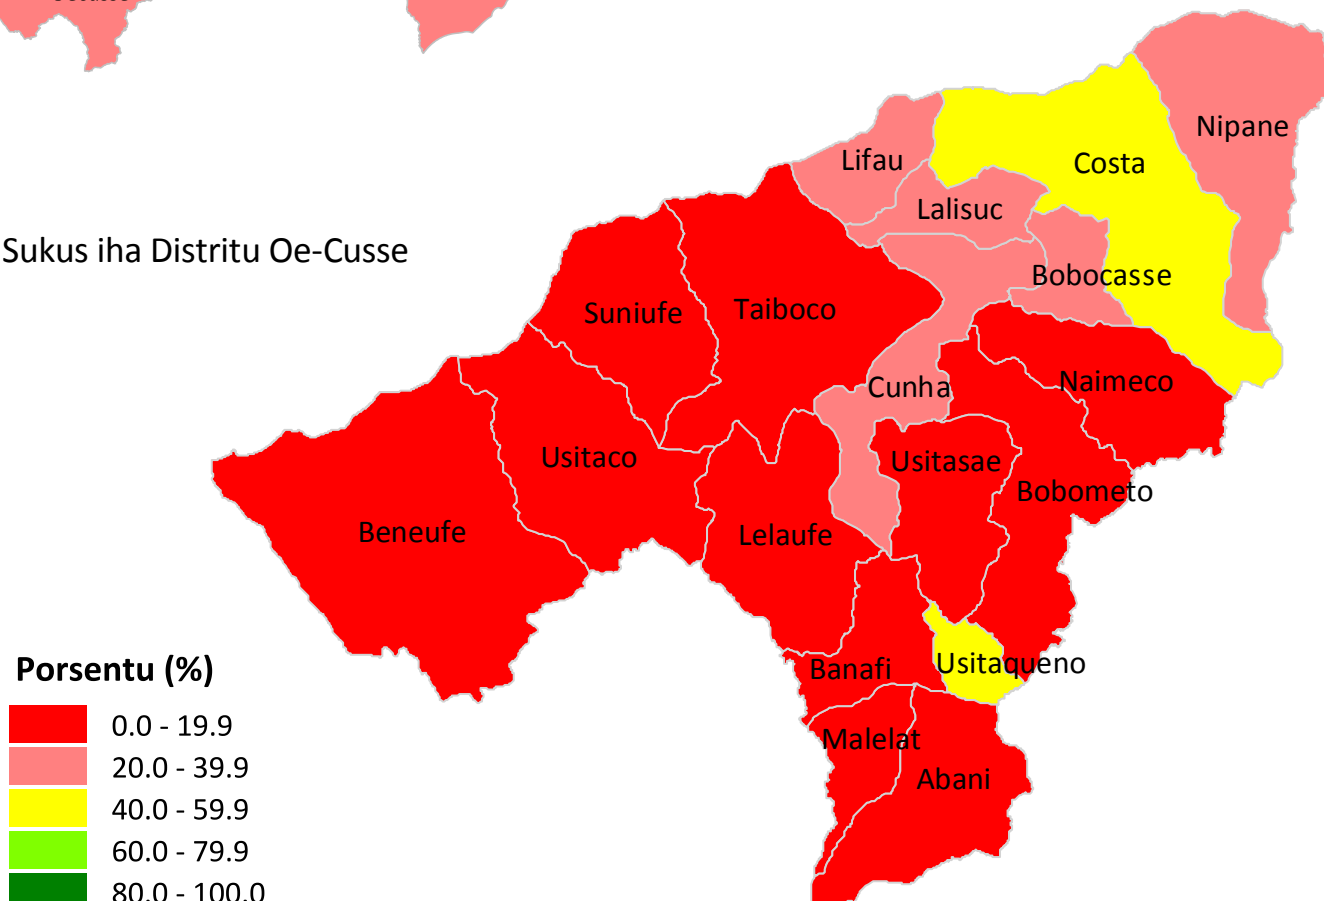 Nipane
Costa
Lifau
Lalisuc
Sukus iha Distritu Oe-Cusse
Bobocasse
Suniufe
Taiboco
Cunha
Naimeco
Usitaco
Usitasae
Bobometo
Beneufe
Lelaufe
Banafi
Usitaqueno
Malelat
Abani
Porsentu (%)
0.0 - 19.9
20.0 - 39.9
40.0 - 59.9
60.0 - 79.9
80.0 - 100.0